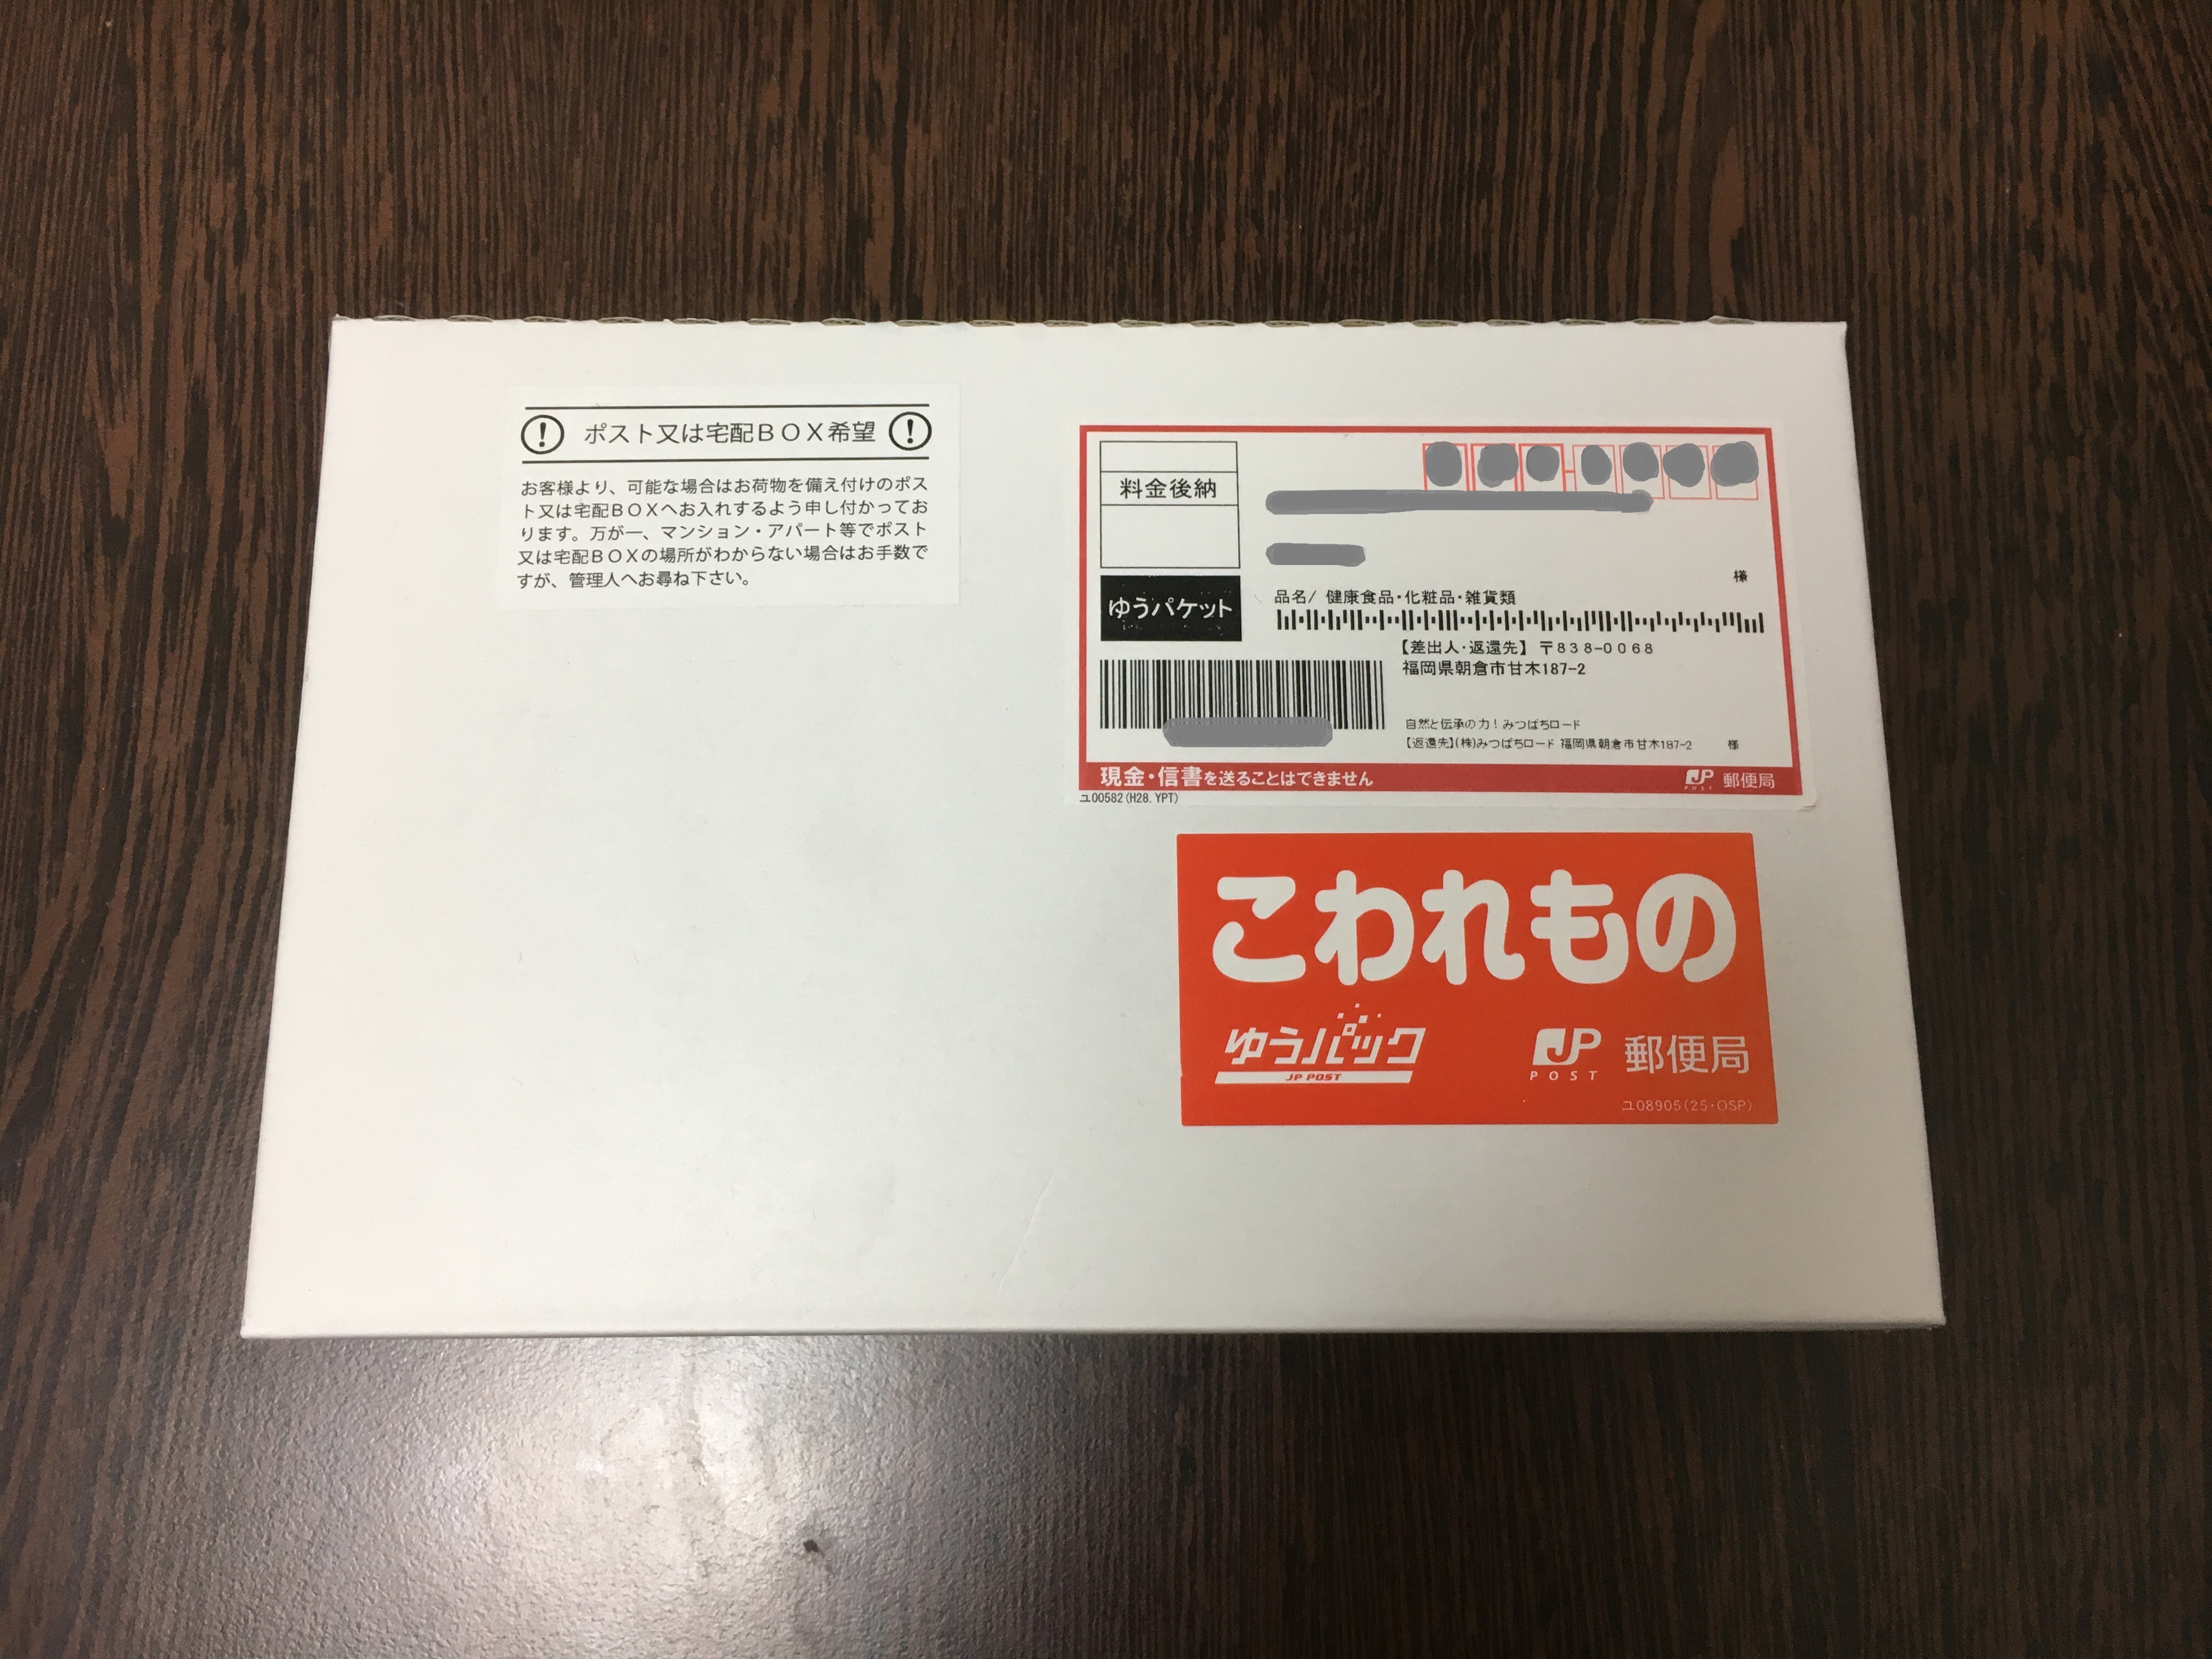 ポスト又は宅配BOX希望
お客様より、可能な場合はお荷物を備え付けのポス
ト又は宅配BOXへお入れするよう申し付かってお
ります。万が一、マンション・アパート等でポスト
又は宅配BOXの場所がわからない場合はお手数で
すが、管理人へお尋ね下さい。
料金後納
様
ゆうパケット
品名/ 健康食品・化粧品・雑貨類
【差出人・返還先】 〒838-0068
福岡県朝倉市甘木187-2
自然と伝承の力！みつばちロード
【返還先】(株)みつばちロード 福岡県朝倉市甘木187-2 様
現金・信書を送ることはできません
JP POST 郵便局
ユ00582(H28. YPT)
こわれもの
ゆうパック
JP POST
JP POST 郵便局
ユ08905(25・OSP)